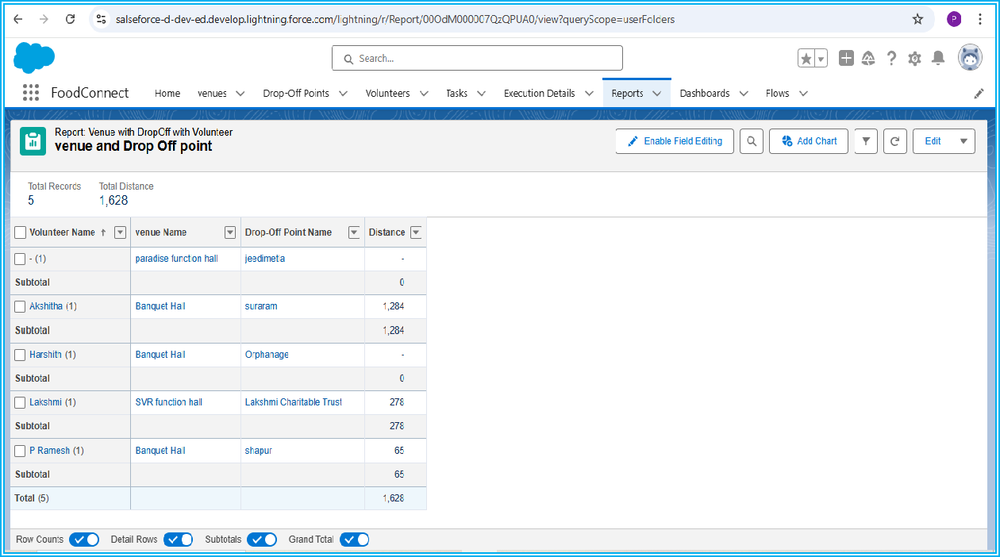 salseforce-d-dev-ed.develop.lightning.force.com/lightning/r/Report/00OdM000007QzQPUA0/view?queryScope=userFolders
P
Search...
FoodConnect Home venues Drop-Off Points Volunteers Tasks Execution Details Reports Dashboards Flows
Report: Venue with DropOff with Volunteer
venue and Drop Off point
Enable Field Editing Add Chart Edit
Total Records Total Distance
5 1,628
Volunteer Name ↑ venue Name Drop-Off Point Name Distance
- (1) paradise function hall jeedimetla -
Subtotal 0
Akshitha (1) Banquet Hall suraram 1,284
Subtotal 1,284
Harshith (1) Banquet Hall Orphanage -
Subtotal 0
Lakshmi (1) SVR function hall Lakshmi Charitable Trust 278
Subtotal 278
P Ramesh (1) Banquet Hall shapur 65
Subtotal 65
Total (5) 1,628
Row Counts Detail Rows Subtotals Grand Total